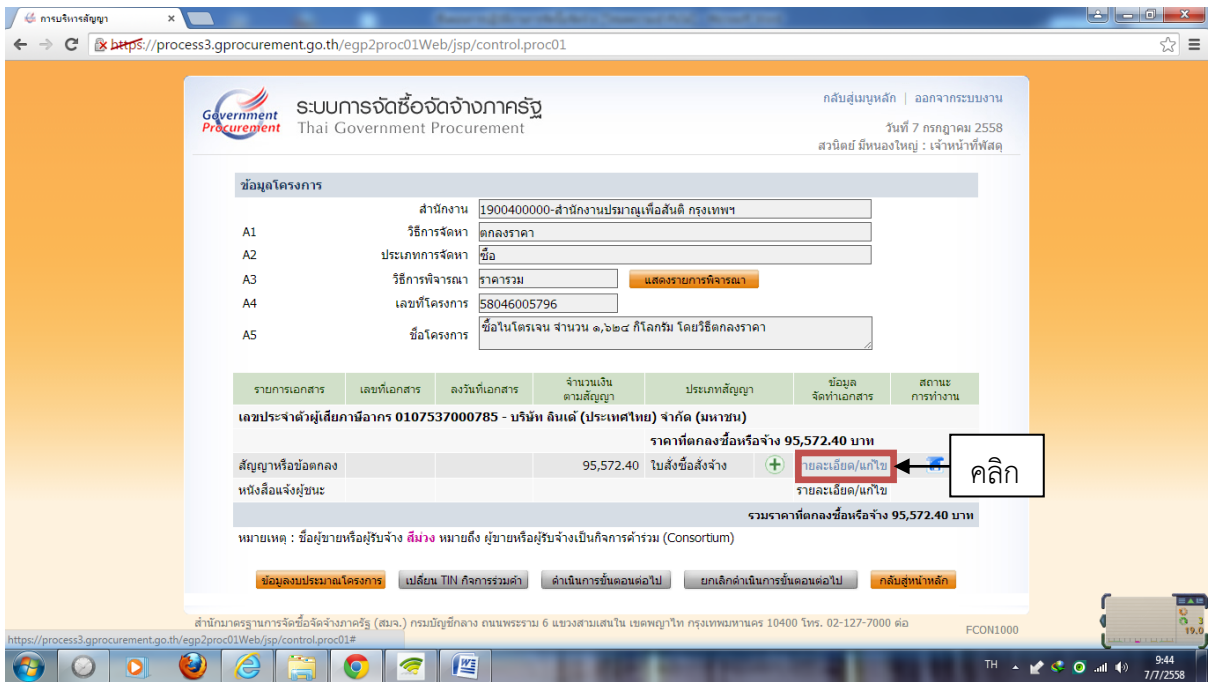 การบริหารสัญญา
https://process3.gprocurement.go.th/egp2proc01Web/jsp/control.proc01
Government Procurement
ระบบการจัดซื้อจัดจ้างภาครัฐ
Thai Government Procurement
กลับสู่เมนูหลัก | ออกจากระบบงาน
วันที่ 7 กรกฎาคม 2558
สวนิตย์ มีหนองใหญ่ : เจ้าหน้าที่พัสดุ
ข้อมูลโครงการ
สำนักงาน 1900400000-สำนักงานปรมาณูเพื่อสันติ กรุงเทพฯ
A1 วิธีการจัดหา ตกลงราคา
A2 ประเภทการจัดหา ซื้อ
A3 วิธีการพิจารณา ราคารวม แสดงรายการพิจารณา
A4 เลขที่โครงการ 58046005796
A5 ชื่อโครงการ ซื้อไนโตรเจน จำนวน ๑,๖๒๔ กิโลกรัม โดยวิธีตกลงราคา
รายการเอกสาร เลขที่เอกสาร ลงวันที่เอกสาร จำนวนเงินตามสัญญา ประเภทสัญญา ข้อมูลจัดทำเอกสาร สถานะการทำงาน
เลขประจำตัวผู้เสียภาษีอากร 0107537000785 - บริษัท ลินเด้ (ประเทศไทย) จำกัด (มหาชน)
ราคาที่ตกลงซื้อหรือจ้าง 95,572.40 บาท
สัญญาหรือข้อตกลง 95,572.40 ใบสั่งซื้อสั่งจ้าง รายละเอียด/แก้ไข คลิก
หนังสือแจ้งผู้ชนะ รายละเอียด/แก้ไข
รวมราคาที่ตกลงซื้อหรือจ้าง 95,572.40 บาท
หมายเหตุ : ชื่อผู้ขายหรือผู้รับจ้าง สีม่วง หมายถึง ผู้ขายหรือผู้รับจ้างเป็นกิจการค้าร่วม (Consortium)
ข้อมูลงบประมาณโครงการ เปลี่ยน TIN กิจการร่วมค้า ดำเนินการขั้นตอนต่อไป ยกเลิกดำเนินการขั้นตอนต่อไป กลับสู่หน้าหลัก
สำนักมาตรฐานการจัดซื้อจัดจ้างภาครัฐ (สมจ.) กรมบัญชีกลาง ถนนพระราม 6 แขวงสามเสนใน เขตพญาไท กรุงเทพมหานคร 10400 โทร. 02-127-7000 ต่อ
FCON1000
https://process3.gprocurement.go.th/egp2proc01Web/jsp/control.proc01#
3
19.0
TH
9:44
7/7/2558